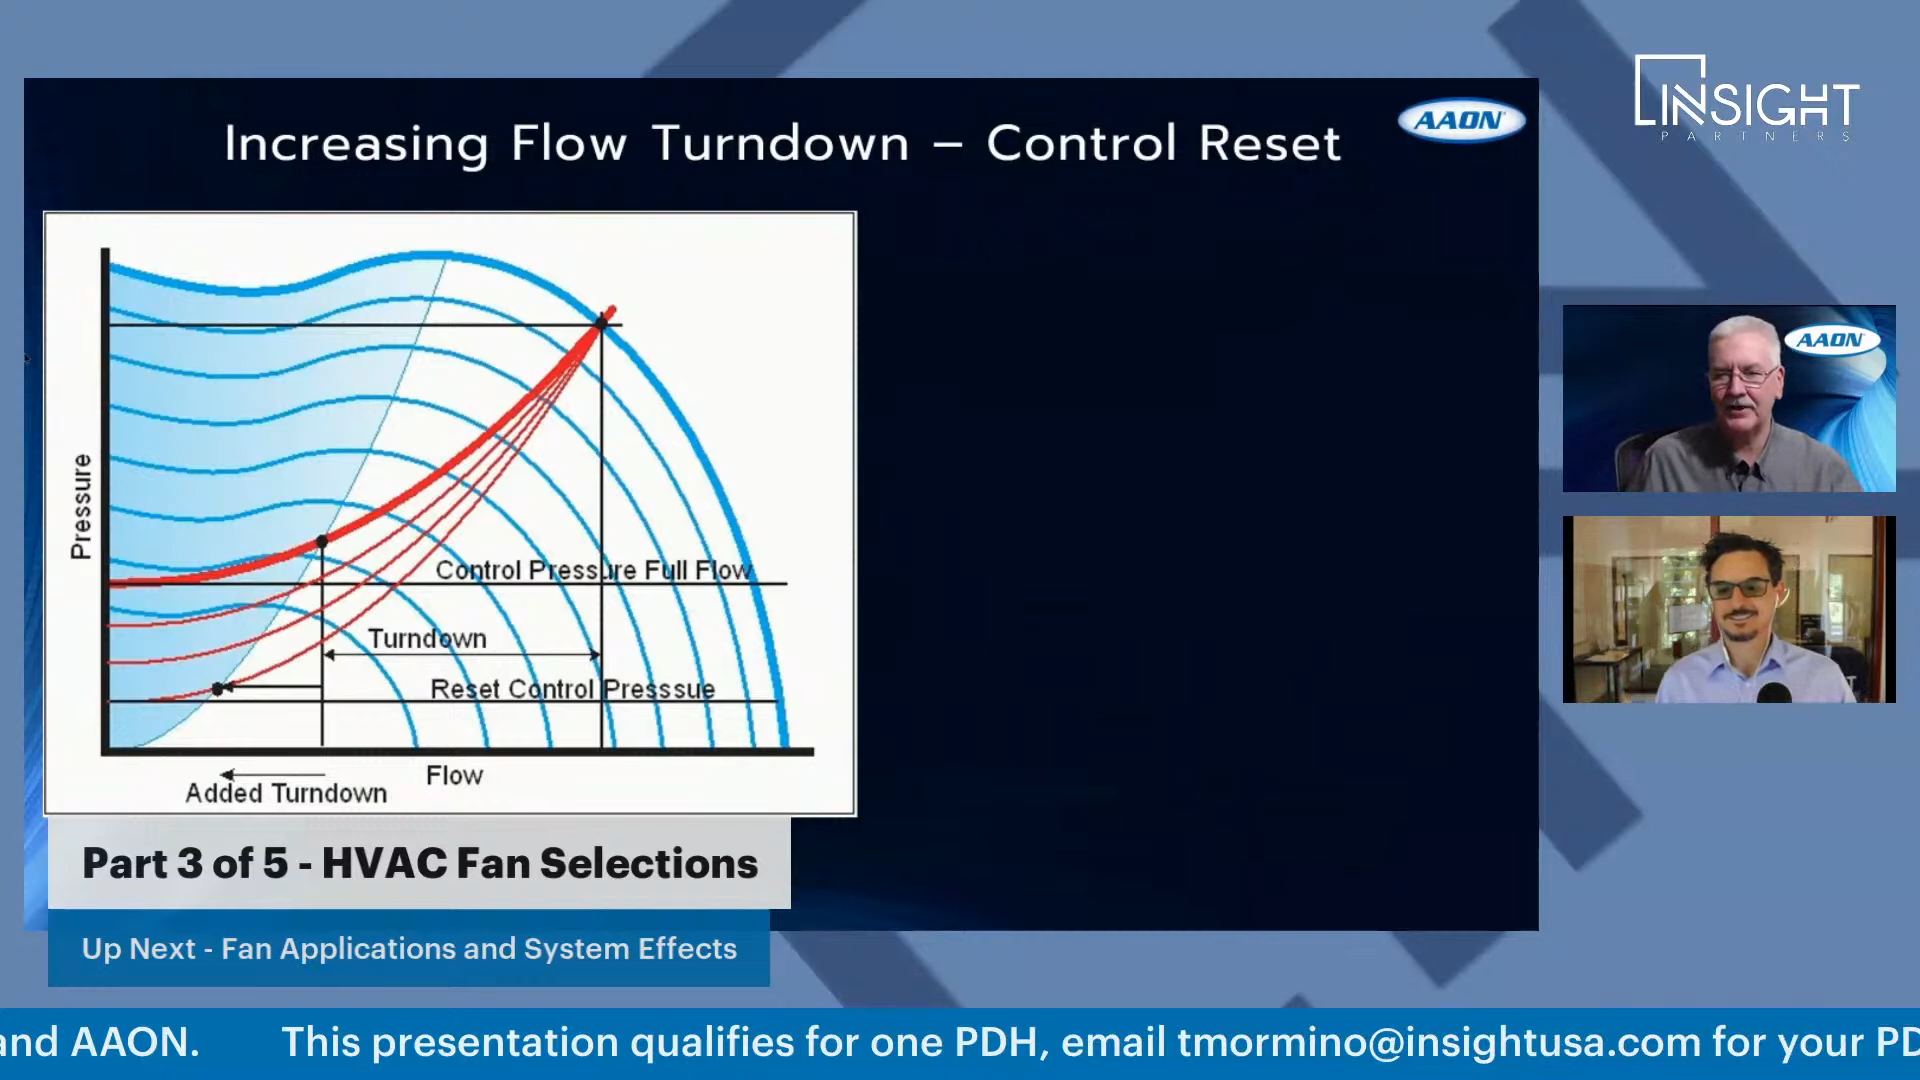 Increasing Flow Turndown – Control Reset
AAON
INSIGHT
PARTNERS
AAON
Pressure
Control Pressure Full Flow
Turndown
Reset Control Presssue
Flow
Added Turndown
Part 3 of 5 - HVAC Fan Selections
Up Next - Fan Applications and System Effects
and AAON. This presentation qualifies for one PDH, email tmormino@insightusa.com for your PD